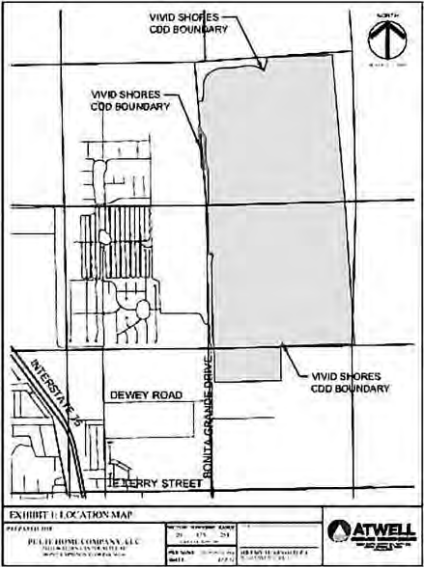 VIVID SHORES
CDD BOUNDARY
NORTH
VIVID SHORES
CDD BOUNDARY
INTERSTATE 75
BONITA GRANDE DRIVE
VIVID SHORES
CDD BOUNDARY
DEWEY ROAD
E TERRY STREET
EXHIBIT 1: LOCATION MAP
PREPARED FOR
PULTE HOME COMPANY, LLC
ATWELL